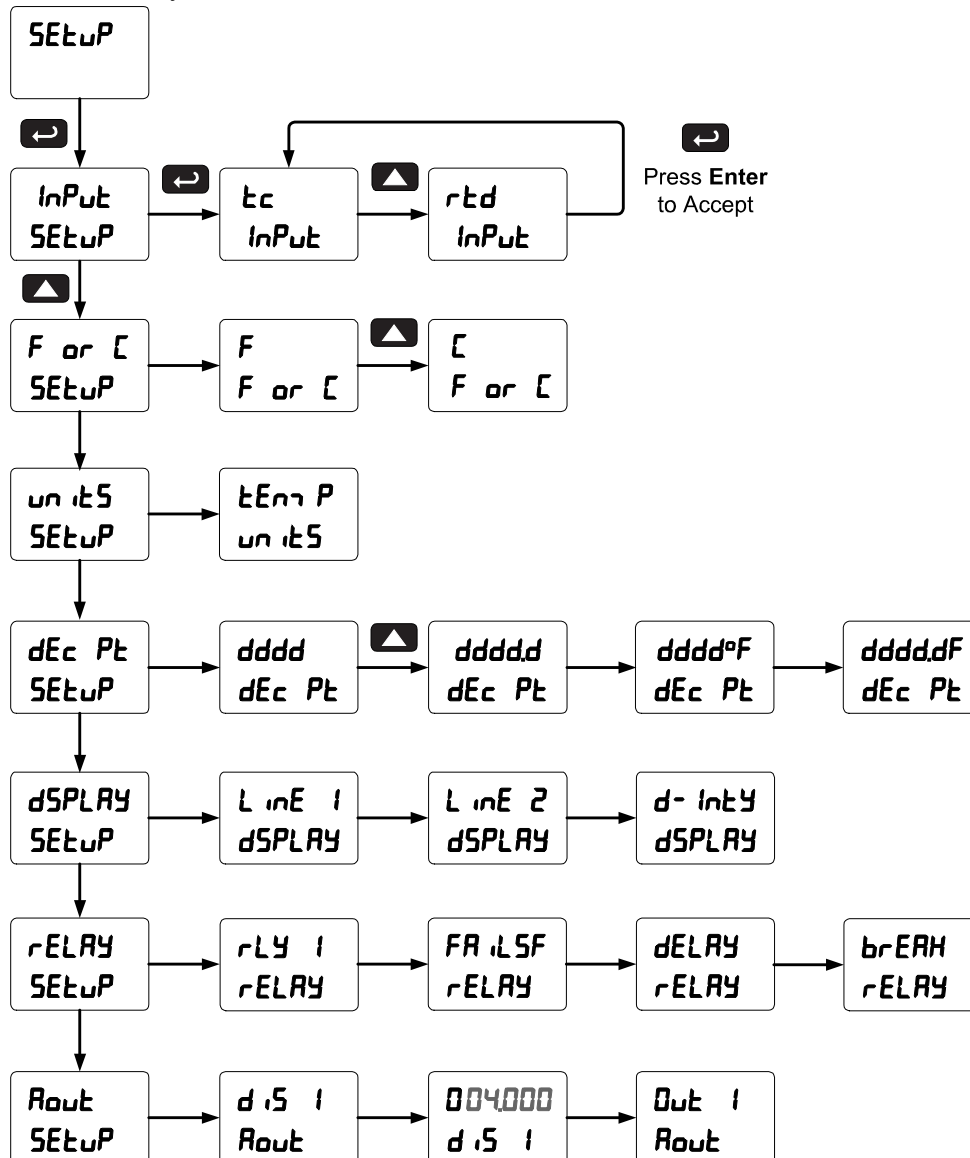 SEtuP
InPut
SEtuP
tc
InPut
rtd
InPut
Press Enter
to Accept
F or C
SEtuP
F
F or C
C
F or C
unitS
SEtuP
tEmP
unitS
dEc Pt
SEtuP
dddd
dEc Pt
dddd.d
dEc Pt
dddd°F
dEc Pt
dddd.dF
dEc Pt
dSPLAY
SEtuP
LinE 1
dSPLAY
LinE 2
dSPLAY
d-IntY
dSPLAY
rELAY
SEtuP
rLY 1
rELAY
FAiLSF
rELAY
dELAY
rELAY
brEAK
rELAY
Aout
SEtuP
diS 1
Aout
004.000
diS 1
Out 1
Aout